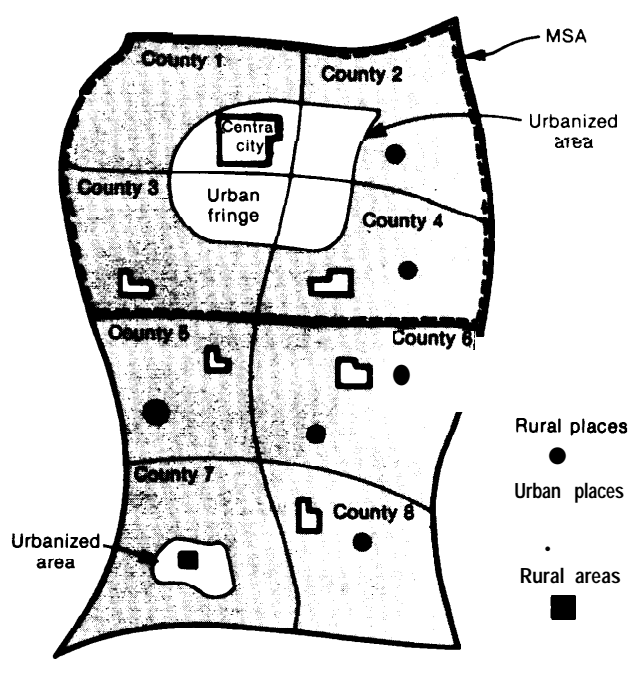 MSA
County 1
County 2
Urbanized
area
Central
city
County 3
Urban
fringe
County 4
County 5
County 6
Rural places
County 7
Urban places
County 8
Urbanized
area
Rural areas